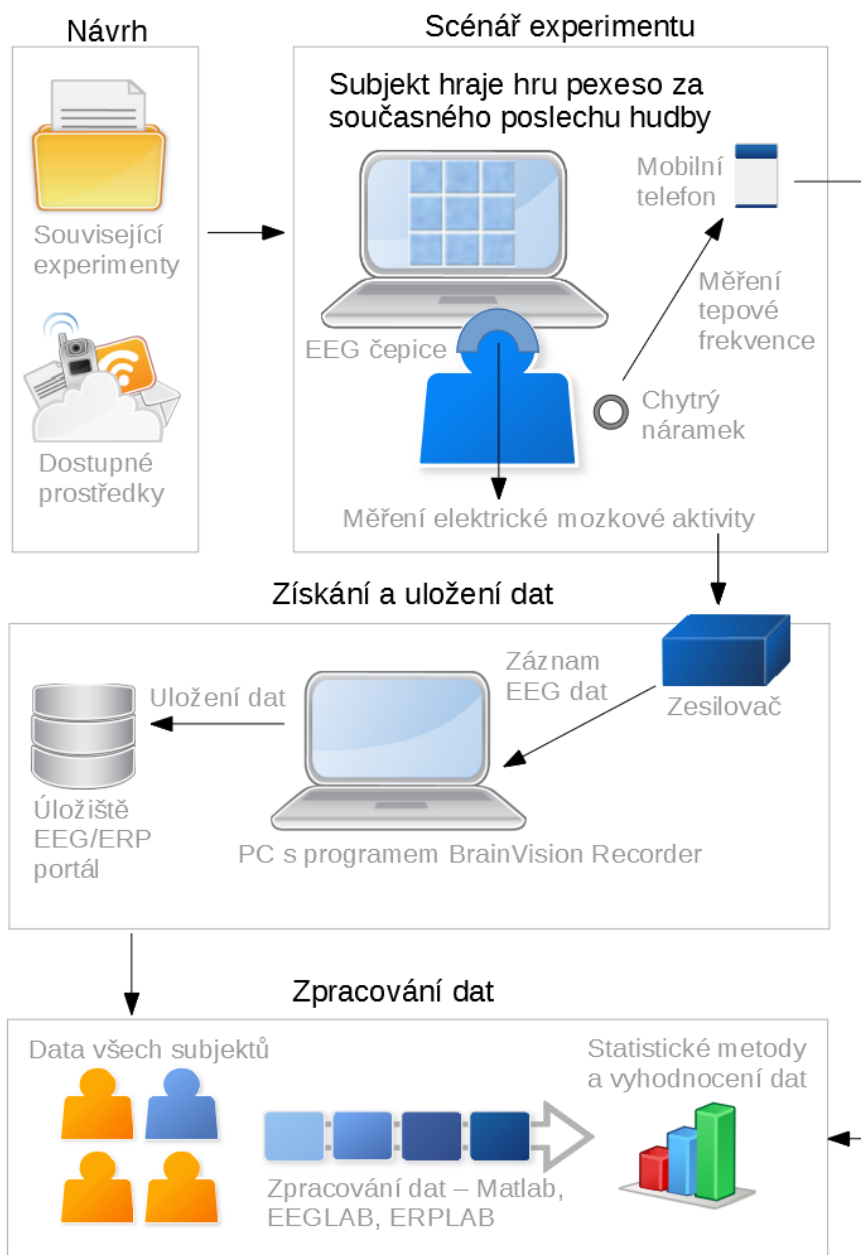 Návrh
Související
experimenty
Dostupné
prostředky
Scénář experimentu
Subjekt hraje hru pexeso za
současného poslechu hudby
Mobilní
telefon
Měření
tepové
frekvence
EEG čepice
Chytrý
náramek
Měření elektrické mozkové aktivity
Získání a uložení dat
Zesilovač
Záznam
EEG dat
PC s programem BrainVision Recorder
Uložení dat
Úložiště
EEG/ERP
portál
Zpracování dat
Data všech subjektů
Zpracování dat – Matlab,
EEGLAB, ERPLAB
Statistické metody
a vyhodnocení dat